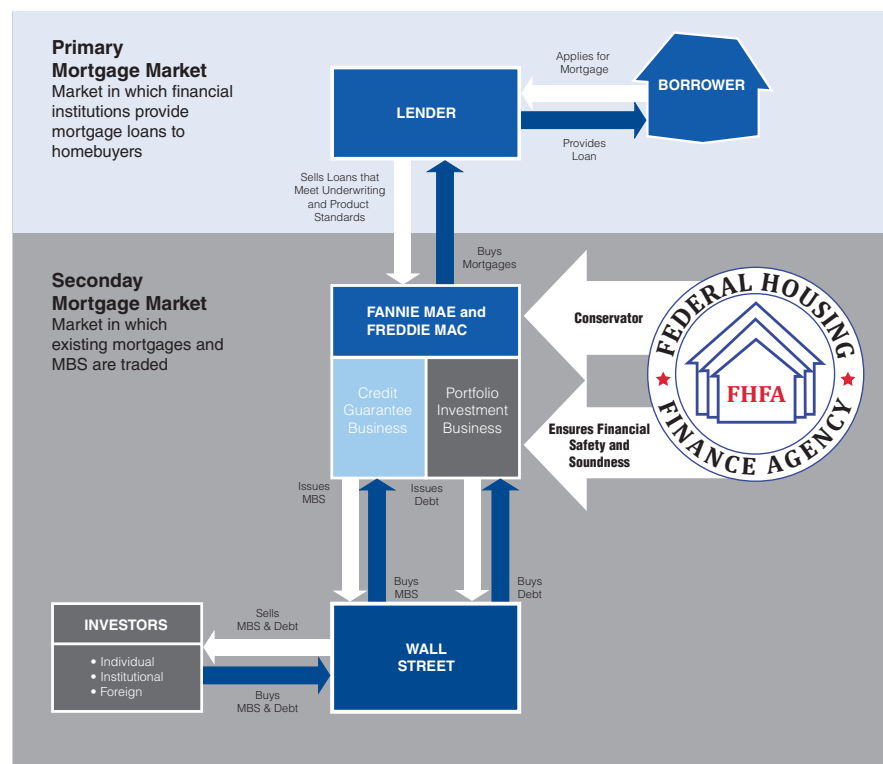 Primary
Mortgage Market
Market in which financial
institutions provide
mortgage loans to
homebuyers
LENDER
Applies for
Mortgage
BORROWER
Provides
Loan
Sells Loans that
Meet Underwriting
and Product
Standards
Buys
Mortgages
Seconday
Mortgage Market
Market in which
existing mortgages and
MBS are traded
FANNIE MAE and
FREDDIE MAC
Credit
Guarantee
Business
Portfolio
Investment
Business
Conservator
Ensures Financial
Safety and
Soundness
FEDERAL HOUSING
FHFA
FINANCE AGENCY
Issues
MBS
Issues
Debt
Buys
MBS
Buys
Debt
INVESTORS
• Individual
• Institutional
• Foreign
Sells
MBS & Debt
Buys
MBS & Debt
WALL
STREET